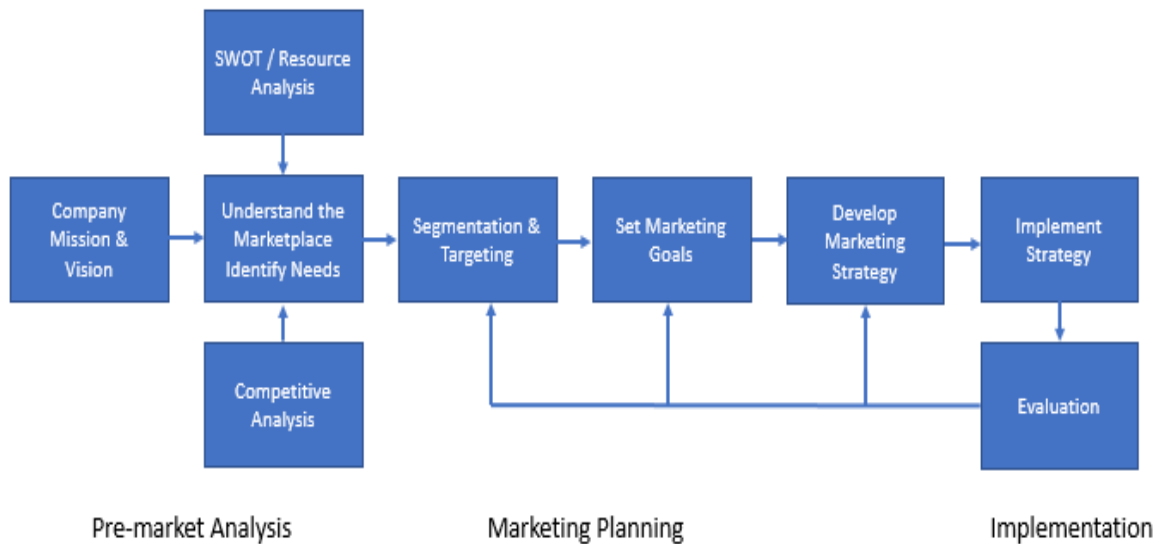 SWOT / Resource
Analysis
Company
Mission &
Vision
Understand the
Marketplace
Identify Needs
Segmentation &
Targeting
Set Marketing
Goals
Develop
Marketing
Strategy
Implement
Strategy
Competitive
Analysis
Evaluation
Pre-market Analysis
Marketing Planning
Implementation